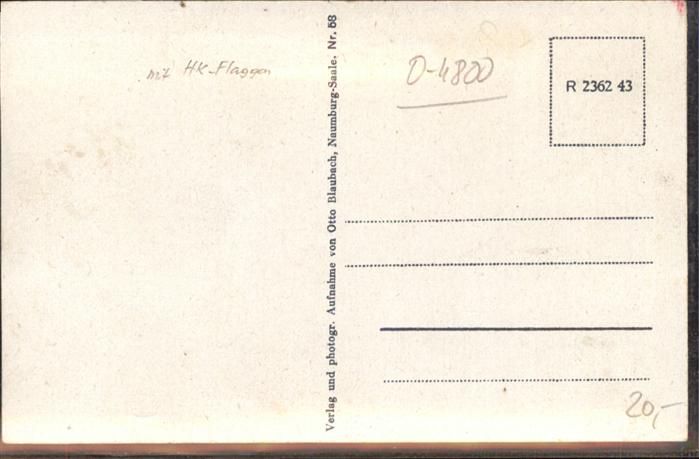 mit HK-Flaggen
Verlag und photogr. Aufnahme von Otto Blaubach, Naumburg-Saale. Nr. 58
D-4800
R 2362 43
20,-